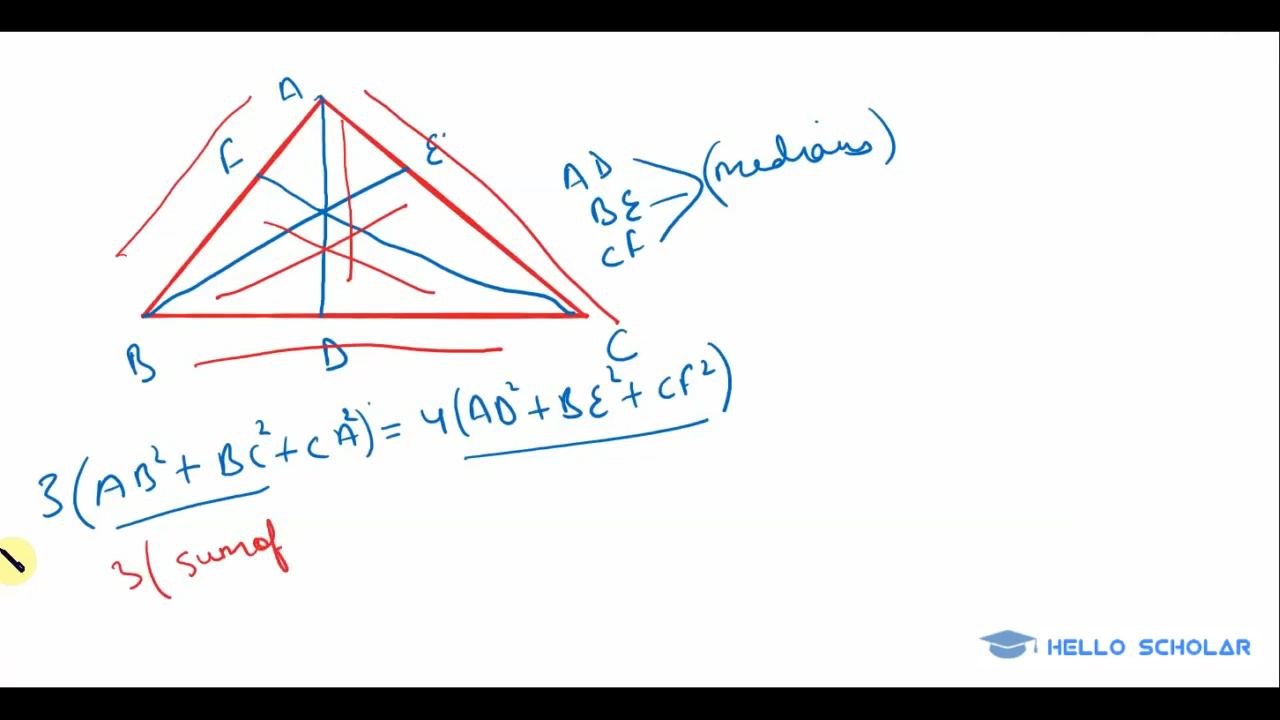 A
F
E
B
D
C
AD
BE
CF
(medians)
3(AB²+BC²+CA²)=4(AD²+BE²+CF²)
3(sum of
HELLO SCHOLAR